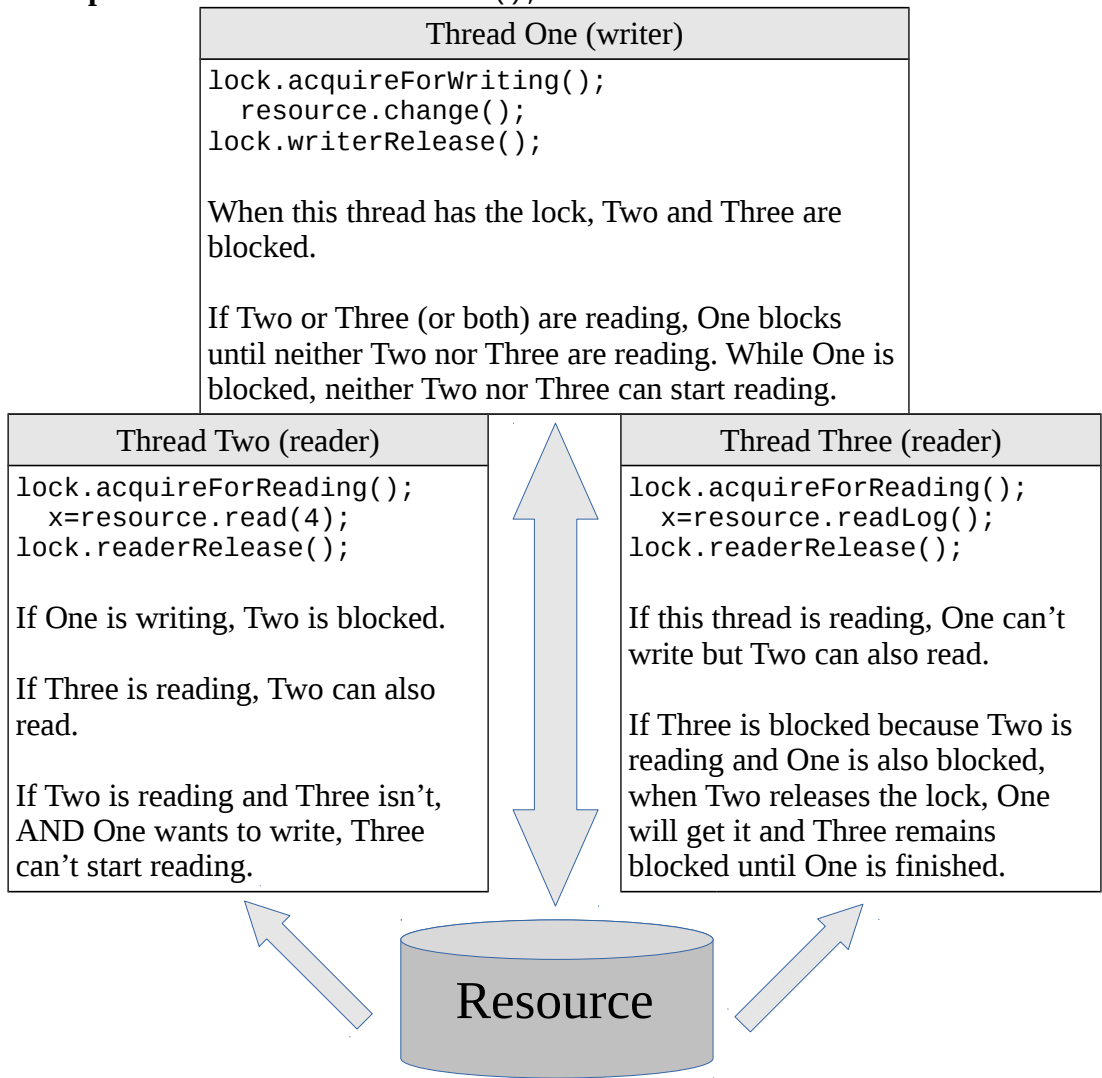 Thread One (writer)
lock.acquireForWriting();
  resource.change();
lock.writerRelease();
When this thread has the lock, Two and Three are
blocked.
If Two or Three (or both) are reading, One blocks
until neither Two nor Three are reading. While One is
blocked, neither Two nor Three can start reading.
Thread Two (reader)
lock.acquireForReading();
  x=resource.read(4);
lock.readerRelease();
If One is writing, Two is blocked.
If Three is reading, Two can also
read.
If Two is reading and Three isn’t,
AND One wants to write, Three
can’t start reading.
Thread Three (reader)
lock.acquireForReading();
  x=resource.readLog();
lock.readerRelease();
If this thread is reading, One can’t
write but Two can also read.
If Three is blocked because Two is
reading and One is also blocked,
when Two releases the lock, One
will get it and Three remains
blocked until One is finished.
Resource